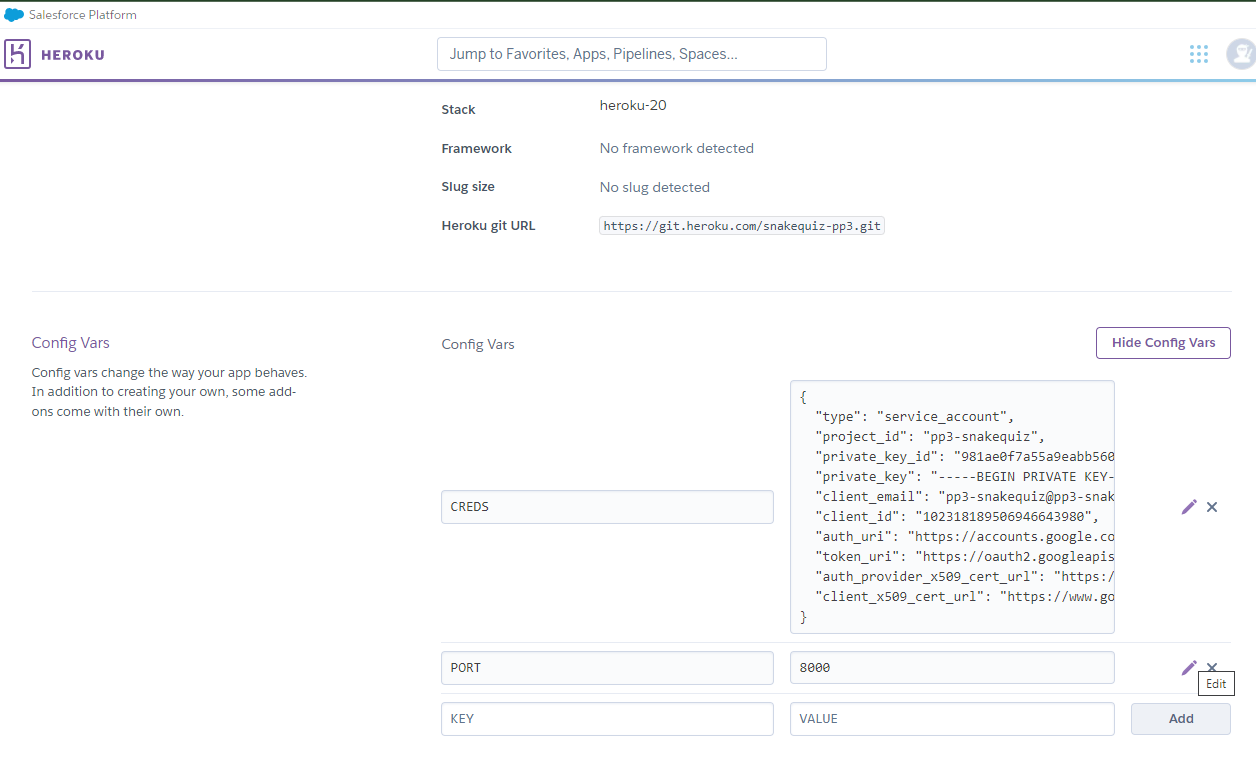 Salesforce Platform
HEROKU
Jump to Favorites, Apps, Pipelines, Spaces...
Stack
heroku-20
Framework
No framework detected
Slug size
No slug detected
Heroku git URL
https://git.heroku.com/snakequiz-pp3.git
Config Vars
Config vars change the way your app behaves.
In addition to creating your own, some add-
ons come with their own.
Config Vars
Hide Config Vars
CREDS
{
"type": "service_account",
"project_id": "pp3-snakequiz",
"private_key_id": "981ae0f7a55a9eabb560
"private_key": "-----BEGIN PRIVATE KEY-
"client_email": "pp3-snakequiz@pp3-snak
"client_id": "102318189506946643980",
"auth_uri": "https://accounts.google.co
"token_uri": "https://oauth2.googleapis
"auth_provider_x509_cert_url": "https:/
"client_x509_cert_url": "https://www.go
}
PORT
8000
Edit
KEY
VALUE
Add